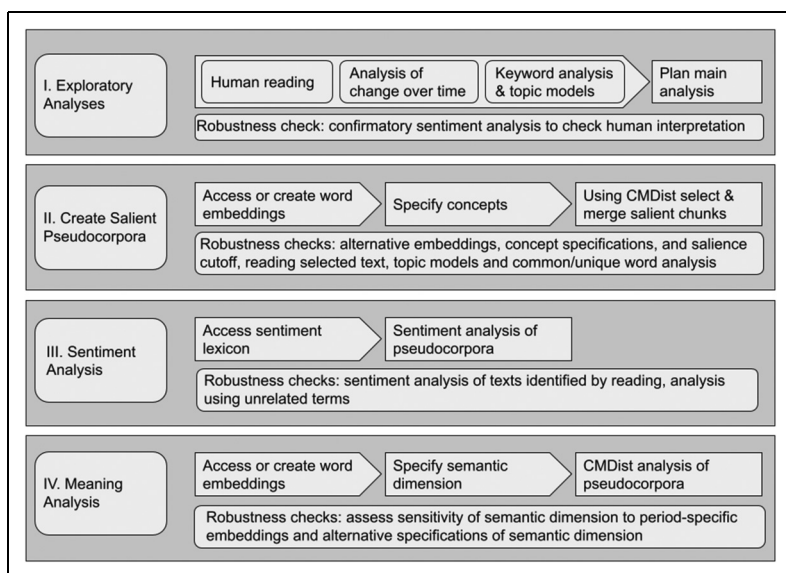 I. Exploratory
Analyses
Human reading
Analysis of
change over time
Keyword analysis
& topic models
Plan main
analysis
Robustness check: confirmatory sentiment analysis to check human interpretation
II. Create Salient
Pseudocorpora
Access or create word
embeddings
Specify concepts
Using CMDist select &
merge salient chunks
Robustness checks: alternative embeddings, concept specifications, and salience
cutoff, reading selected text, topic models and common/unique word analysis
III. Sentiment
Analysis
Access sentiment
lexicon
Sentiment analysis of
pseudocorpora
Robustness checks: sentiment analysis of texts identified by reading, analysis
using unrelated terms
IV. Meaning
Analysis
Access or create word
embeddings
Specify semantic
dimension
CMDist analysis of
pseudocorpora
Robustness checks: assess sensitivity of semantic dimension to period-specific
embeddings and alternative specifications of semantic dimension